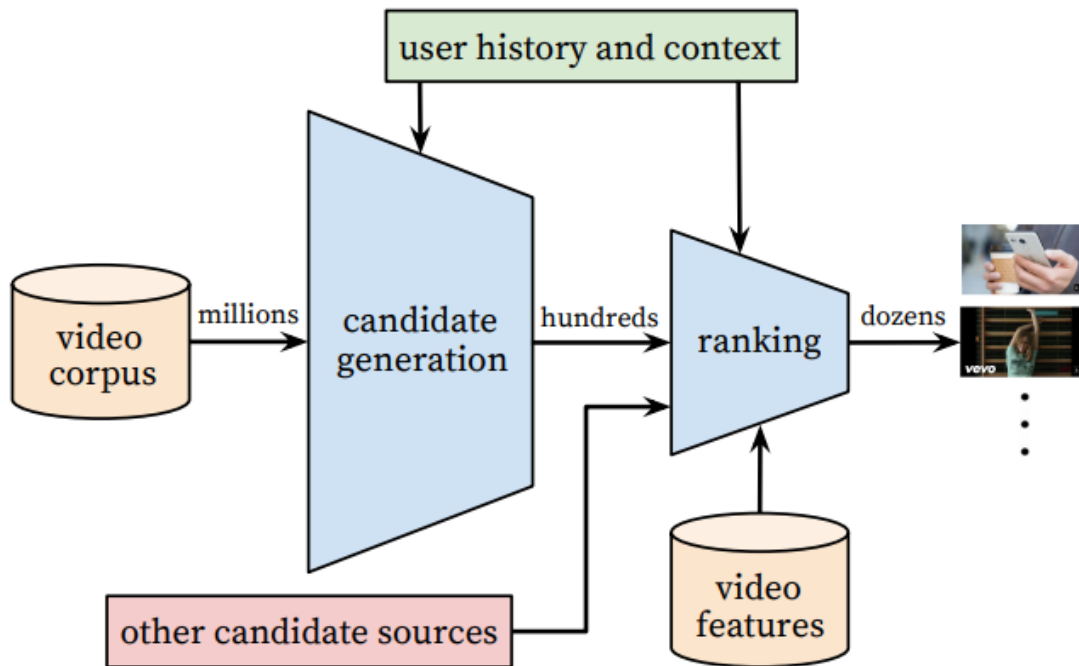 user history and context
millions
video
corpus
candidate
generation
hundreds
ranking
dozens
vevo
other candidate sources
video
features